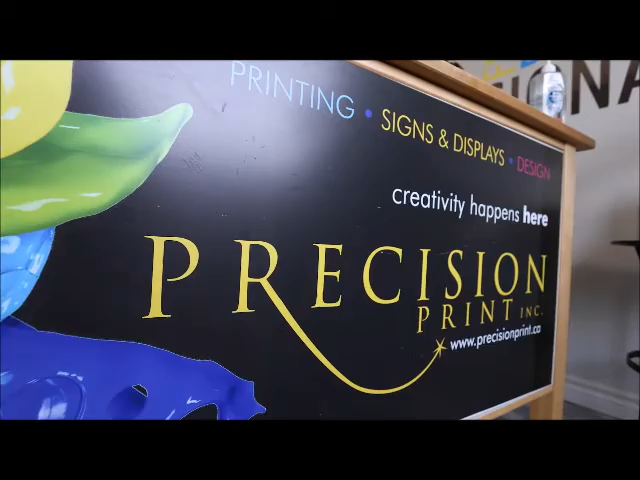 PRINTING • SIGNS & DISPLAYS • DESIGN
creativity happens here
PRECISION
PRINT INC.
www.precisionprint.ca